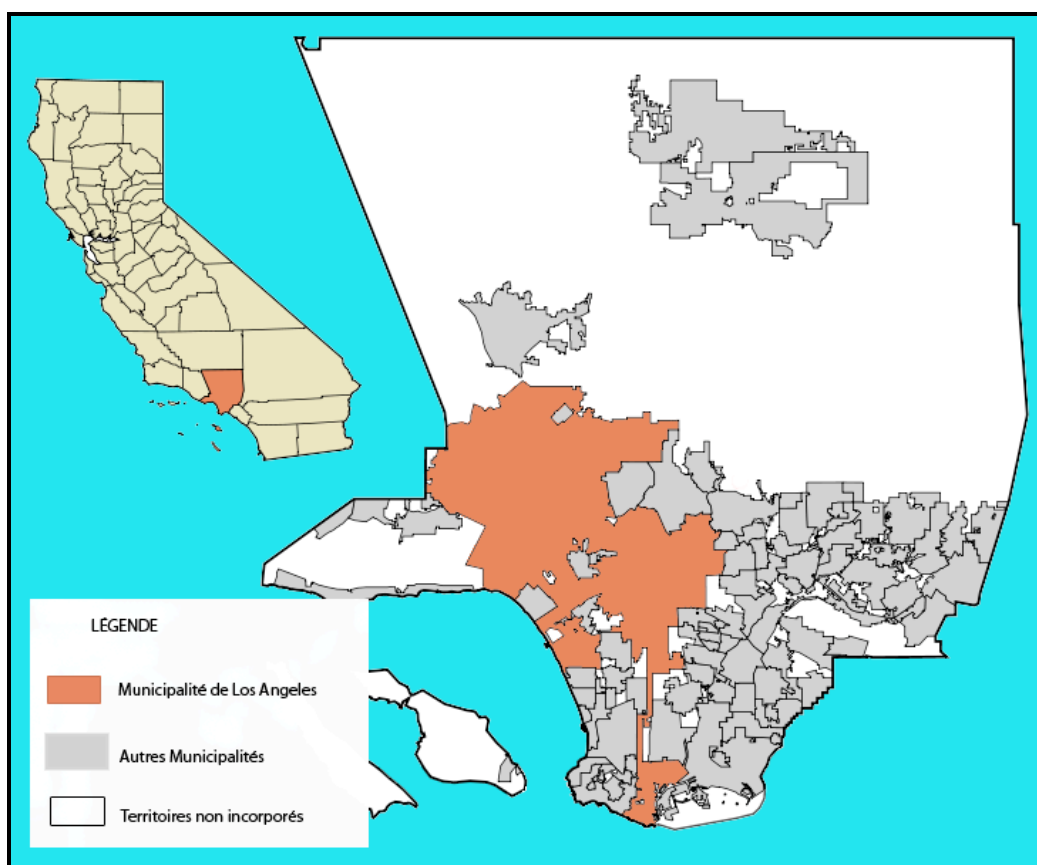 LÉGENDE
Municipalité de Los Angeles
Autres Municipalités
Territoires non incorporés